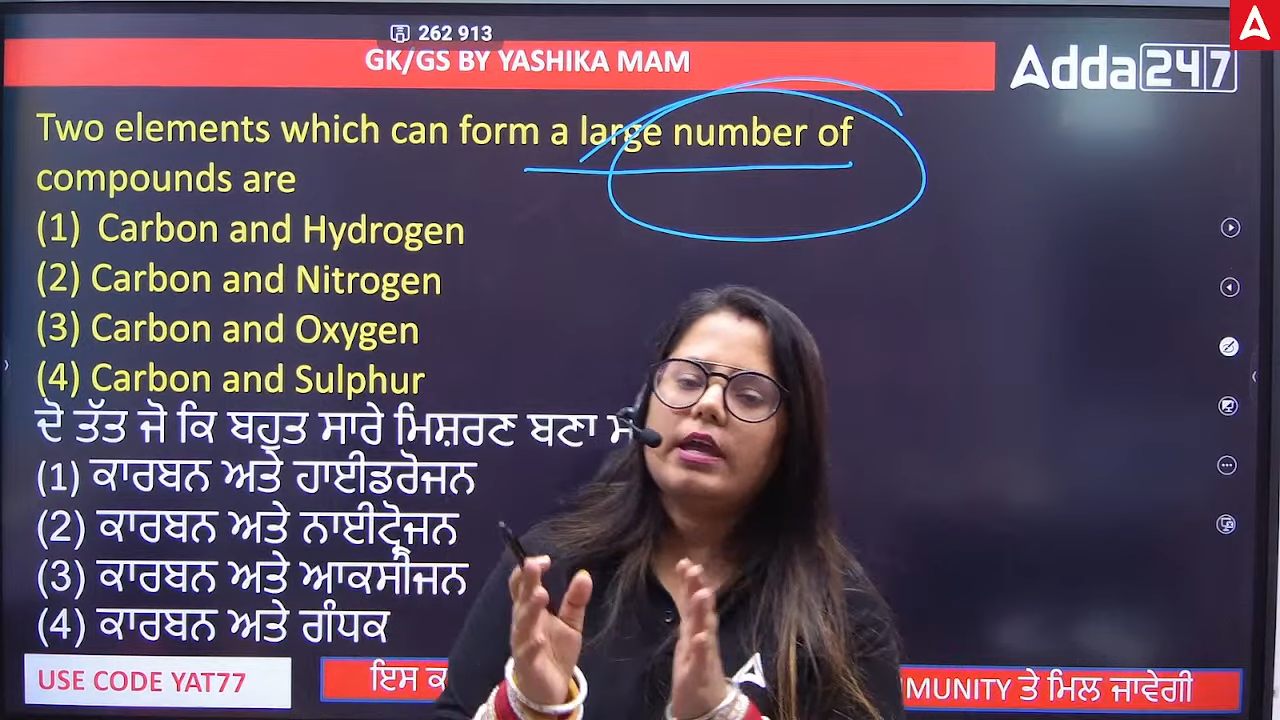 262 913
GK/GS BY YASHIKA MAM
Adda247
Two elements which can form a large number of
compounds are
(1) Carbon and Hydrogen
(2) Carbon and Nitrogen
(3) Carbon and Oxygen
(4) Carbon and Sulphur
ਦੋ ਤੱਤ ਜੋ ਕਿ ਬਹੁਤ ਸਾਰੇ ਮਿਸ਼ਰਣ ਬਣਾ
(1) ਕਾਰਬਨ ਅਤੇ ਹਾਈਡਰੋਜਨ
(2) ਕਾਰਬਨ ਅਤੇ ਨਾਈਟ੍ਰੋਜਨ
(3) ਕਾਰਬਨ ਅਤੇ ਆਕਸੀਜਨ
(4) ਕਾਰਬਨ ਅਤੇ ਗੰਧਕ
USE CODE YAT77
ਇਸ
ਤੇ ਮਿਲ ਜਾਵੇਗੀ